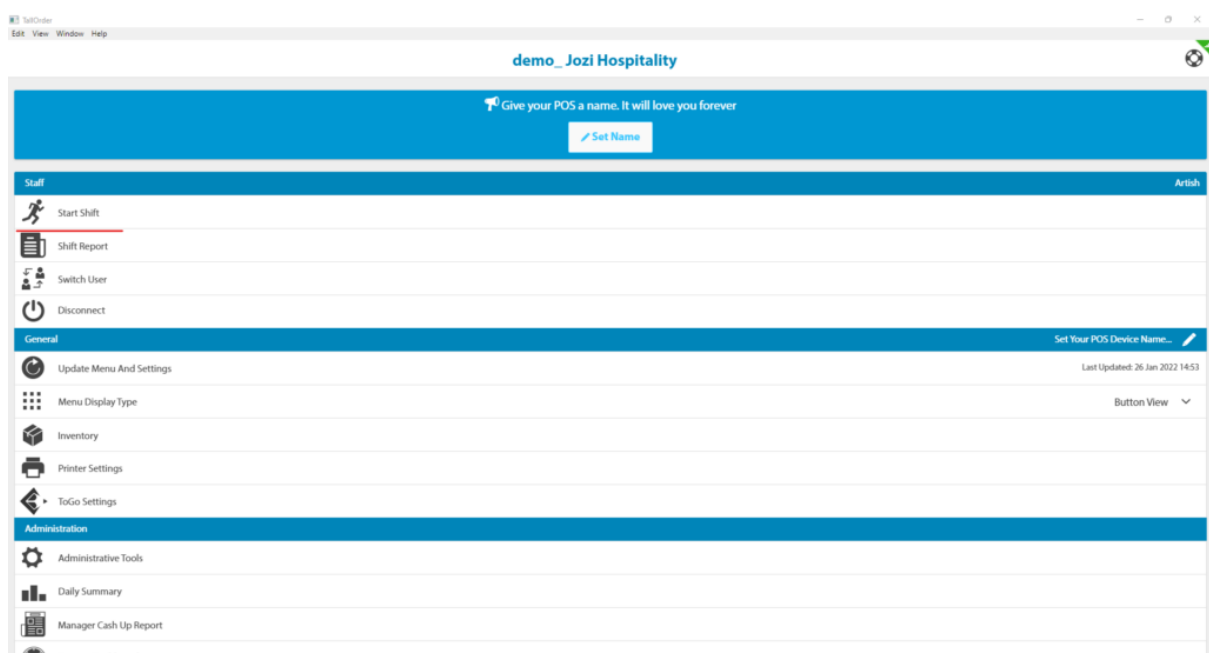 TallOrder
Edit View Window Help
demo_ Jozi Hospitality
Give your POS a name. It will love you forever
Set Name
Staff Artish
Start Shift
Shift Report
Switch User
Disconnect
General Set Your POS Device Name...
Update Menu And Settings Last Updated: 26 Jan 2022 14:53
Menu Display Type Button View
Inventory
Printer Settings
ToGo Settings
Administration
Administrative Tools
Daily Summary
Manager Cash Up Report